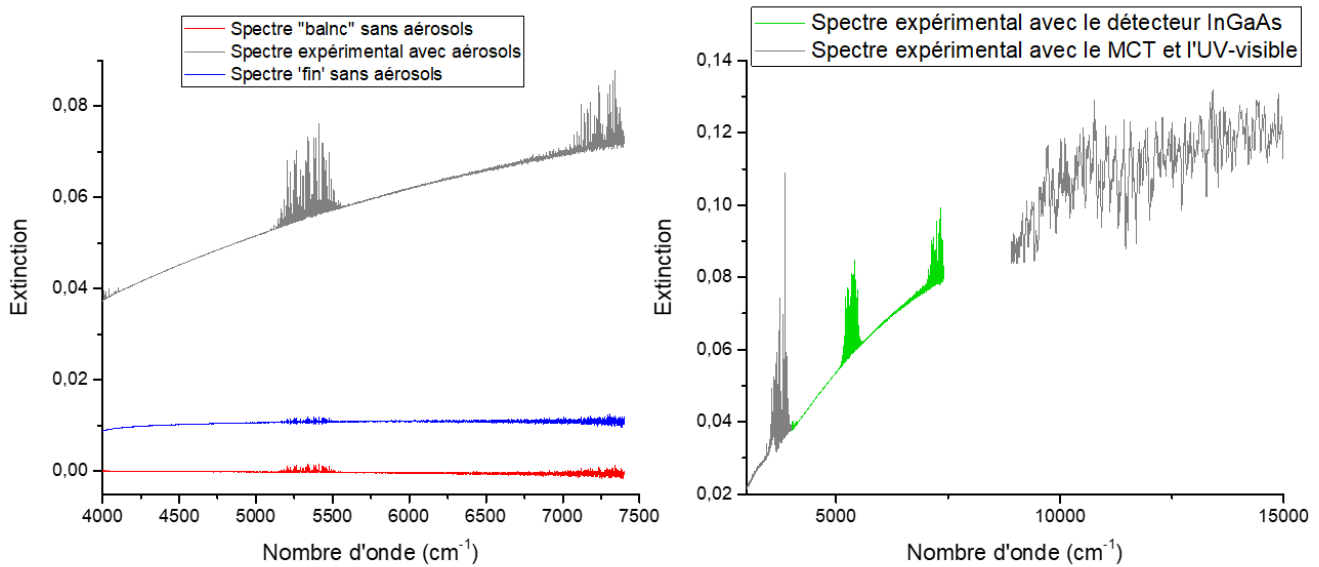 Spectre "balnc" sans aérosols
Spectre expérimental avec aérosols
Spectre 'fin' sans aérosols
0,08
0,06
0,04
0,02
0,00
Extinction
4000 4500 5000 5500 6000 6500 7000 7500
Nombre d'onde (cm⁻¹)
Spectre expérimental avec le détecteur InGaAs
Spectre expérimental avec le MCT et l'UV-visible
0,14
0,12
0,10
0,08
0,06
0,04
0,02
Extinction
5000 10000 15000
Nombre d'onde (cm⁻¹)